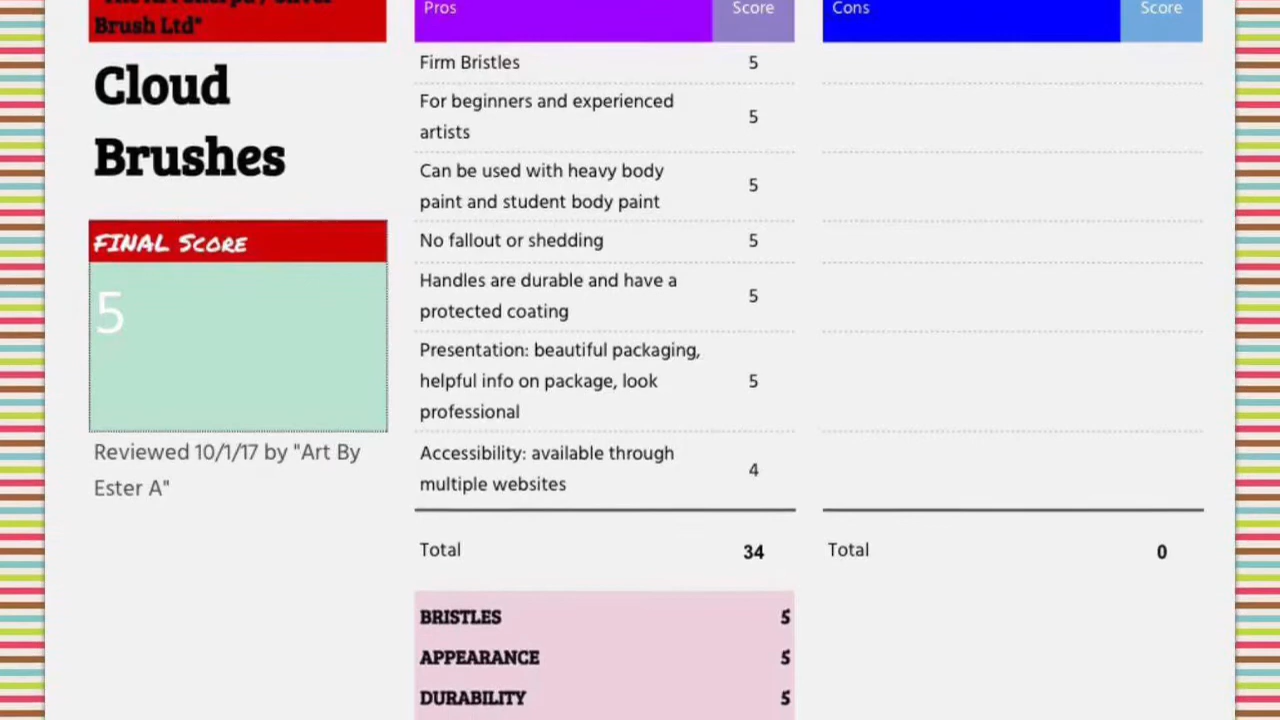 Brush Ltd"
Cloud
Brushes
FINAL SCORE
5
Reviewed 10/1/17 by "Art By
Ester A"
Pros Score
Firm Bristles 5
For beginners and experienced
artists 5
Can be used with heavy body
paint and student body paint 5
No fallout or shedding 5
Handles are durable and have a
protected coating 5
Presentation: beautiful packaging,
helpful info on package, look
professional 5
Accessibility: available through
multiple websites 4
Total 34
BRISTLES 5
APPEARANCE 5
DURABILITY 5
Cons Score
Total 0